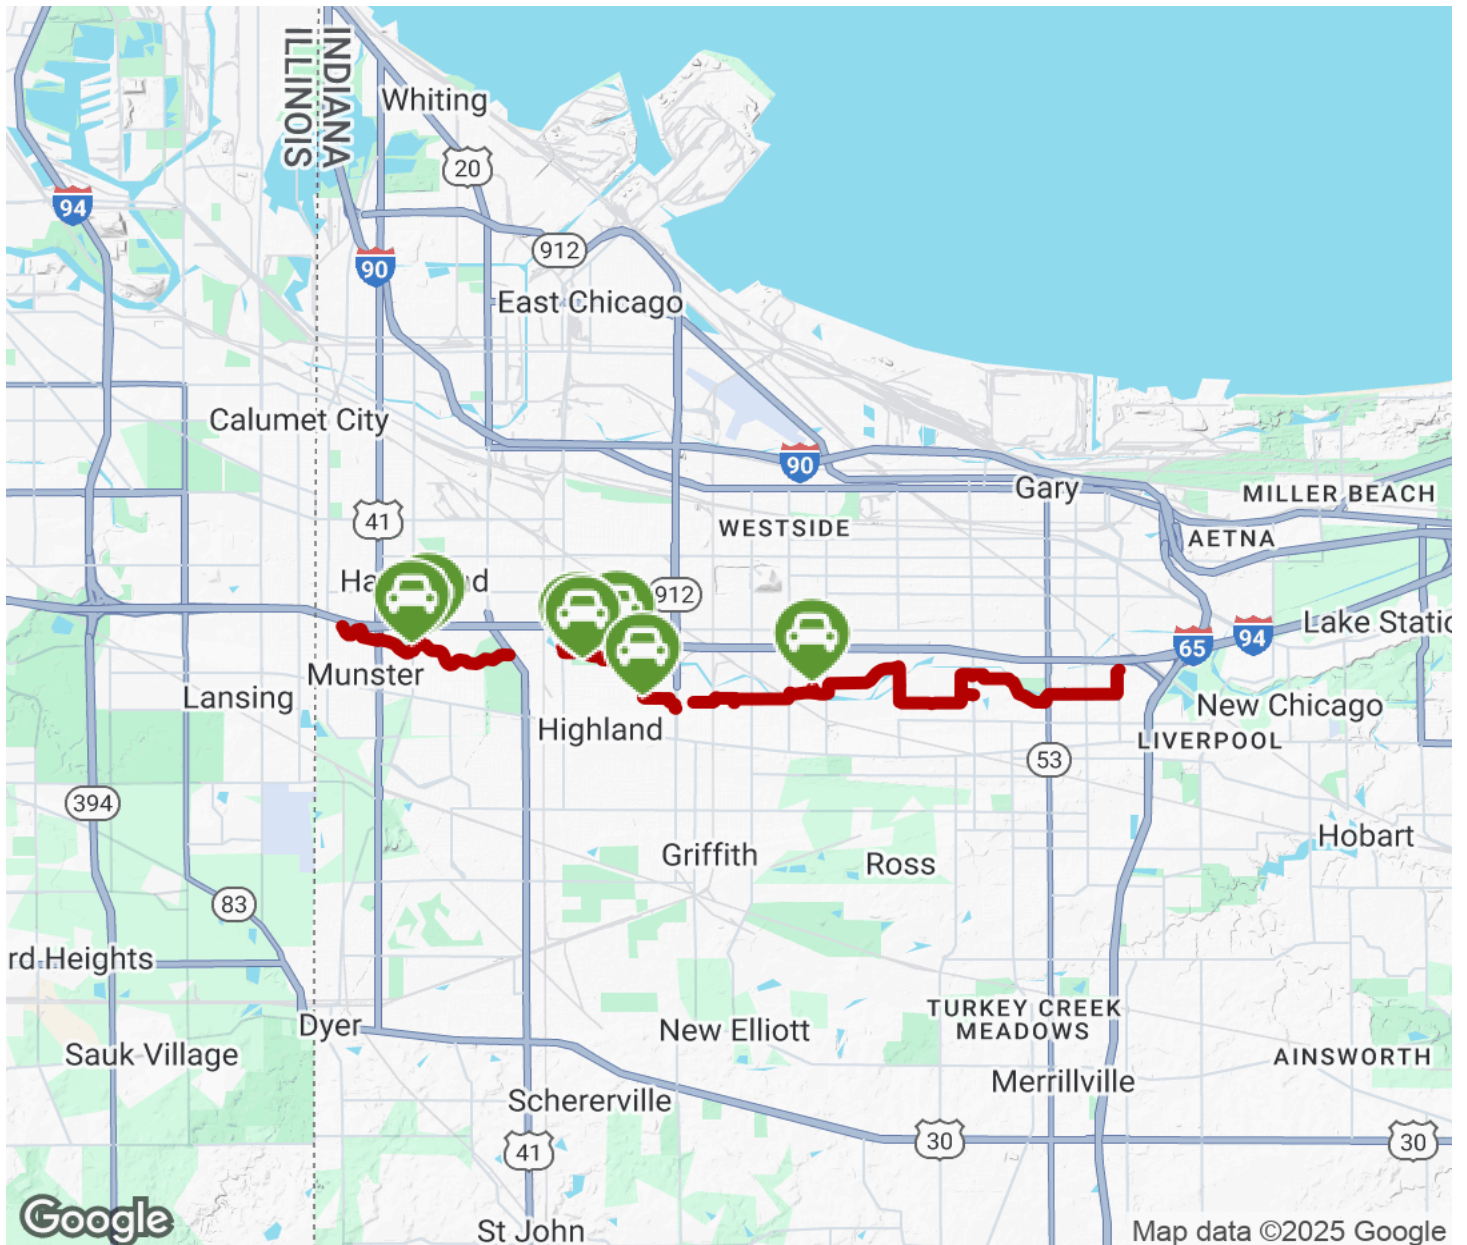 INDIANA
ILLINOIS
Whiting
20
94
912
90
East Chicago
Calumet City
90
Gary
MILLER BEACH
41
WESTSIDE
AETNA
912
Lake Static
65
94
Munster
Lansing
New Chicago
Highland
LIVERPOOL
53
394
Hobart
Griffith
Ross
83
rd Heights
TURKEY CREEK
MEADOWS
Dyer
New Elliott
Sauk Village
AINSWORTH
Merrillville
Schererville
30
30
41
Google
St John
Map data ©2025 Google